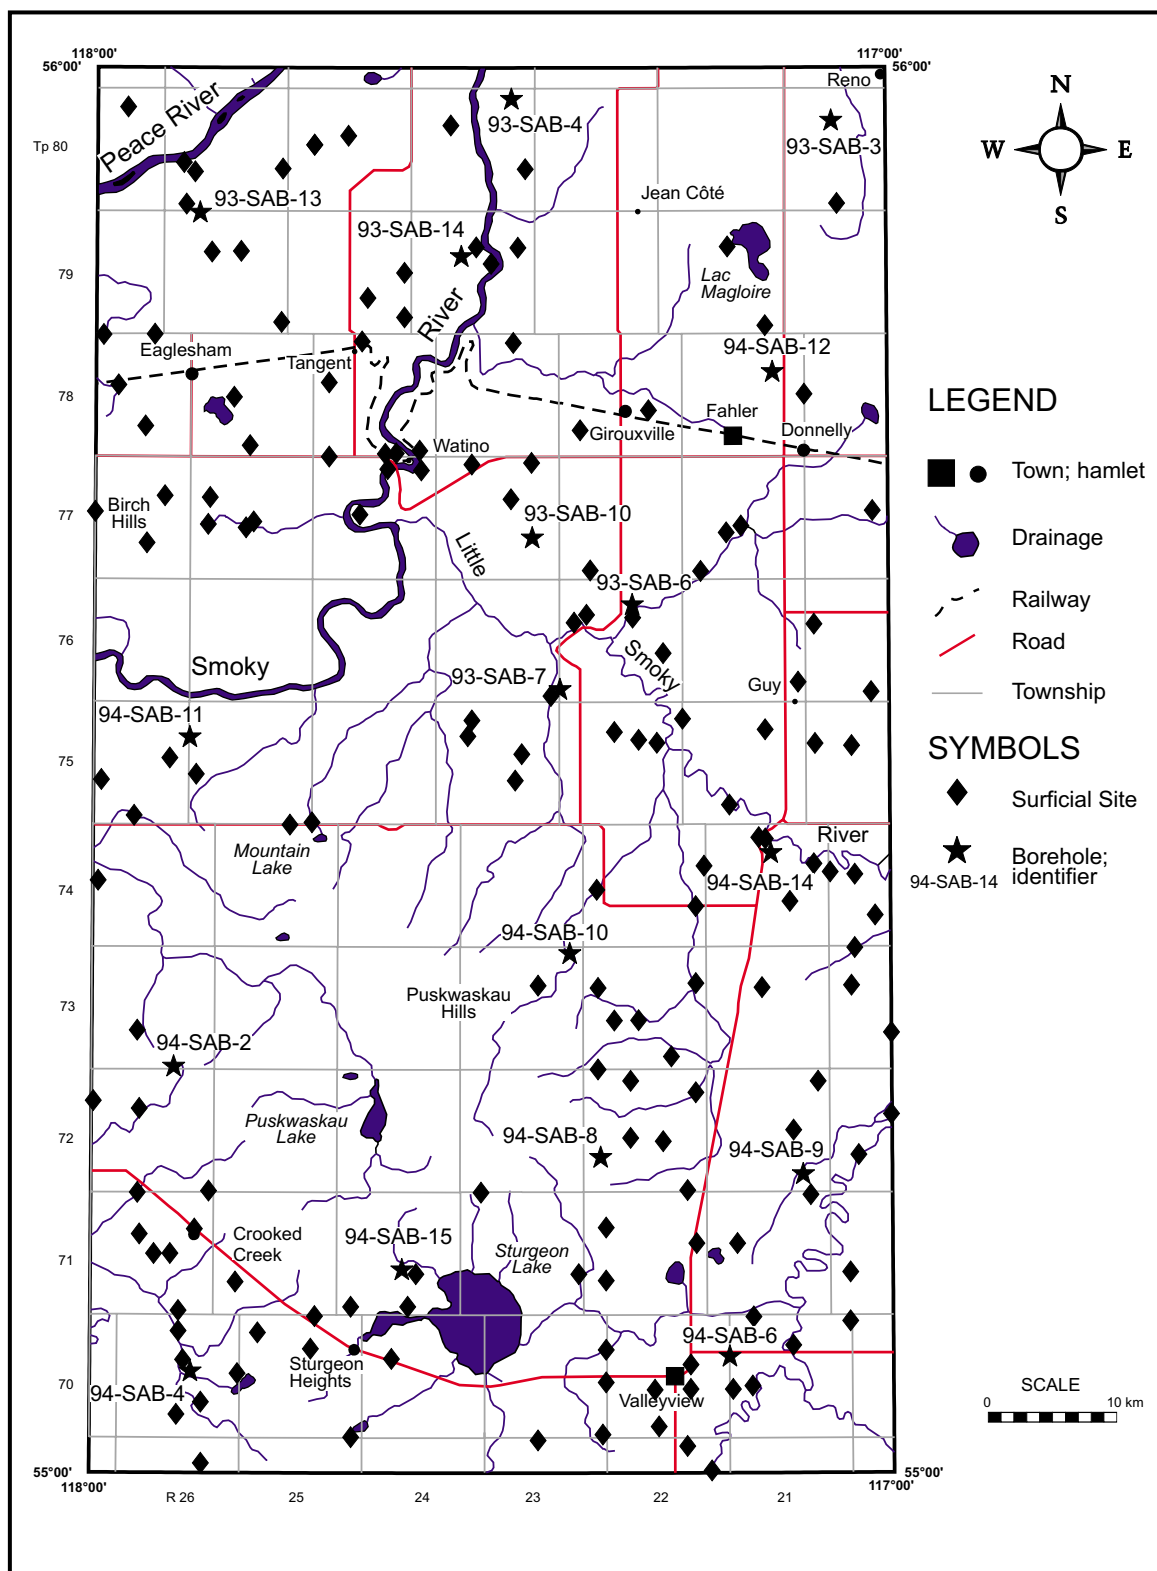 118°00'
117°00'
56°00'
56°00'
Reno
N
W
E
S
Peace River
93-SAB-4
93-SAB-3
Tp 80
93-SAB-13
Jean Côté
93-SAB-14
79
Lac
Magloire
River
94-SAB-12
Eaglesham
Tangent
78
Fahler
Girouxville
Donnelly
Watino
LEGEND
Town; hamlet
Birch
Hills
77
93-SAB-10
Drainage
Little
93-SAB-6
Railway
76
Road
Smoky
Smoky
93-SAB-7
Guy
Township
94-SAB-11
SYMBOLS
75
Surficial Site
River
Mountain
Lake
Borehole;
identifier
94-SAB-14
94-SAB-14
74
94-SAB-10
Puskwaskau
Hills
73
94-SAB-2
Puskwaskau
Lake
72
94-SAB-8
94-SAB-9
Crooked
Creek
94-SAB-15
Sturgeon
Lake
71
94-SAB-6
Sturgeon
Heights
70
94-SAB-4
Valleyview
SCALE
0
10 km
55°00'
55°00'
118°00'
117°00'
R 26
25
24
23
22
21